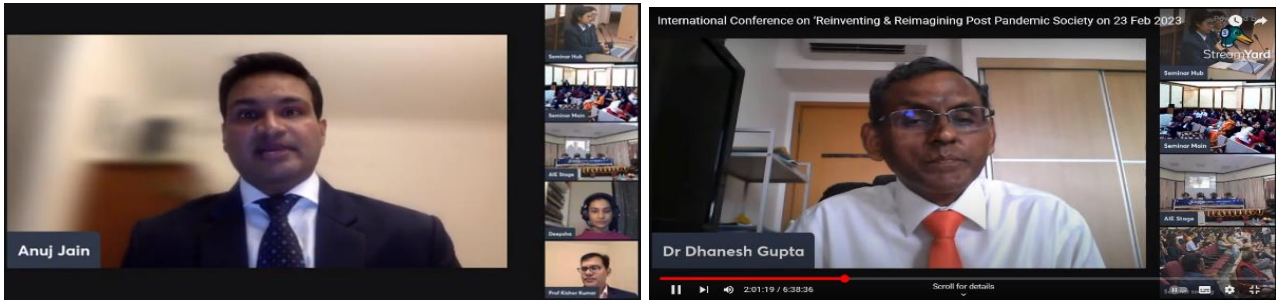 Seminar Hub
Seminar Main
AIE Stage
Deepsha
Prof Kishor Kumar
Anuj Jain
International Conference on ‘Reinventing & Reimagining Post Pandemic Society on 23 Feb 2023
StreamYard
Seminar Hub
Seminar Main
AIE Stage
Dr Dhanesh Gupta
2:01:19 / 6:38:36
Scroll for details